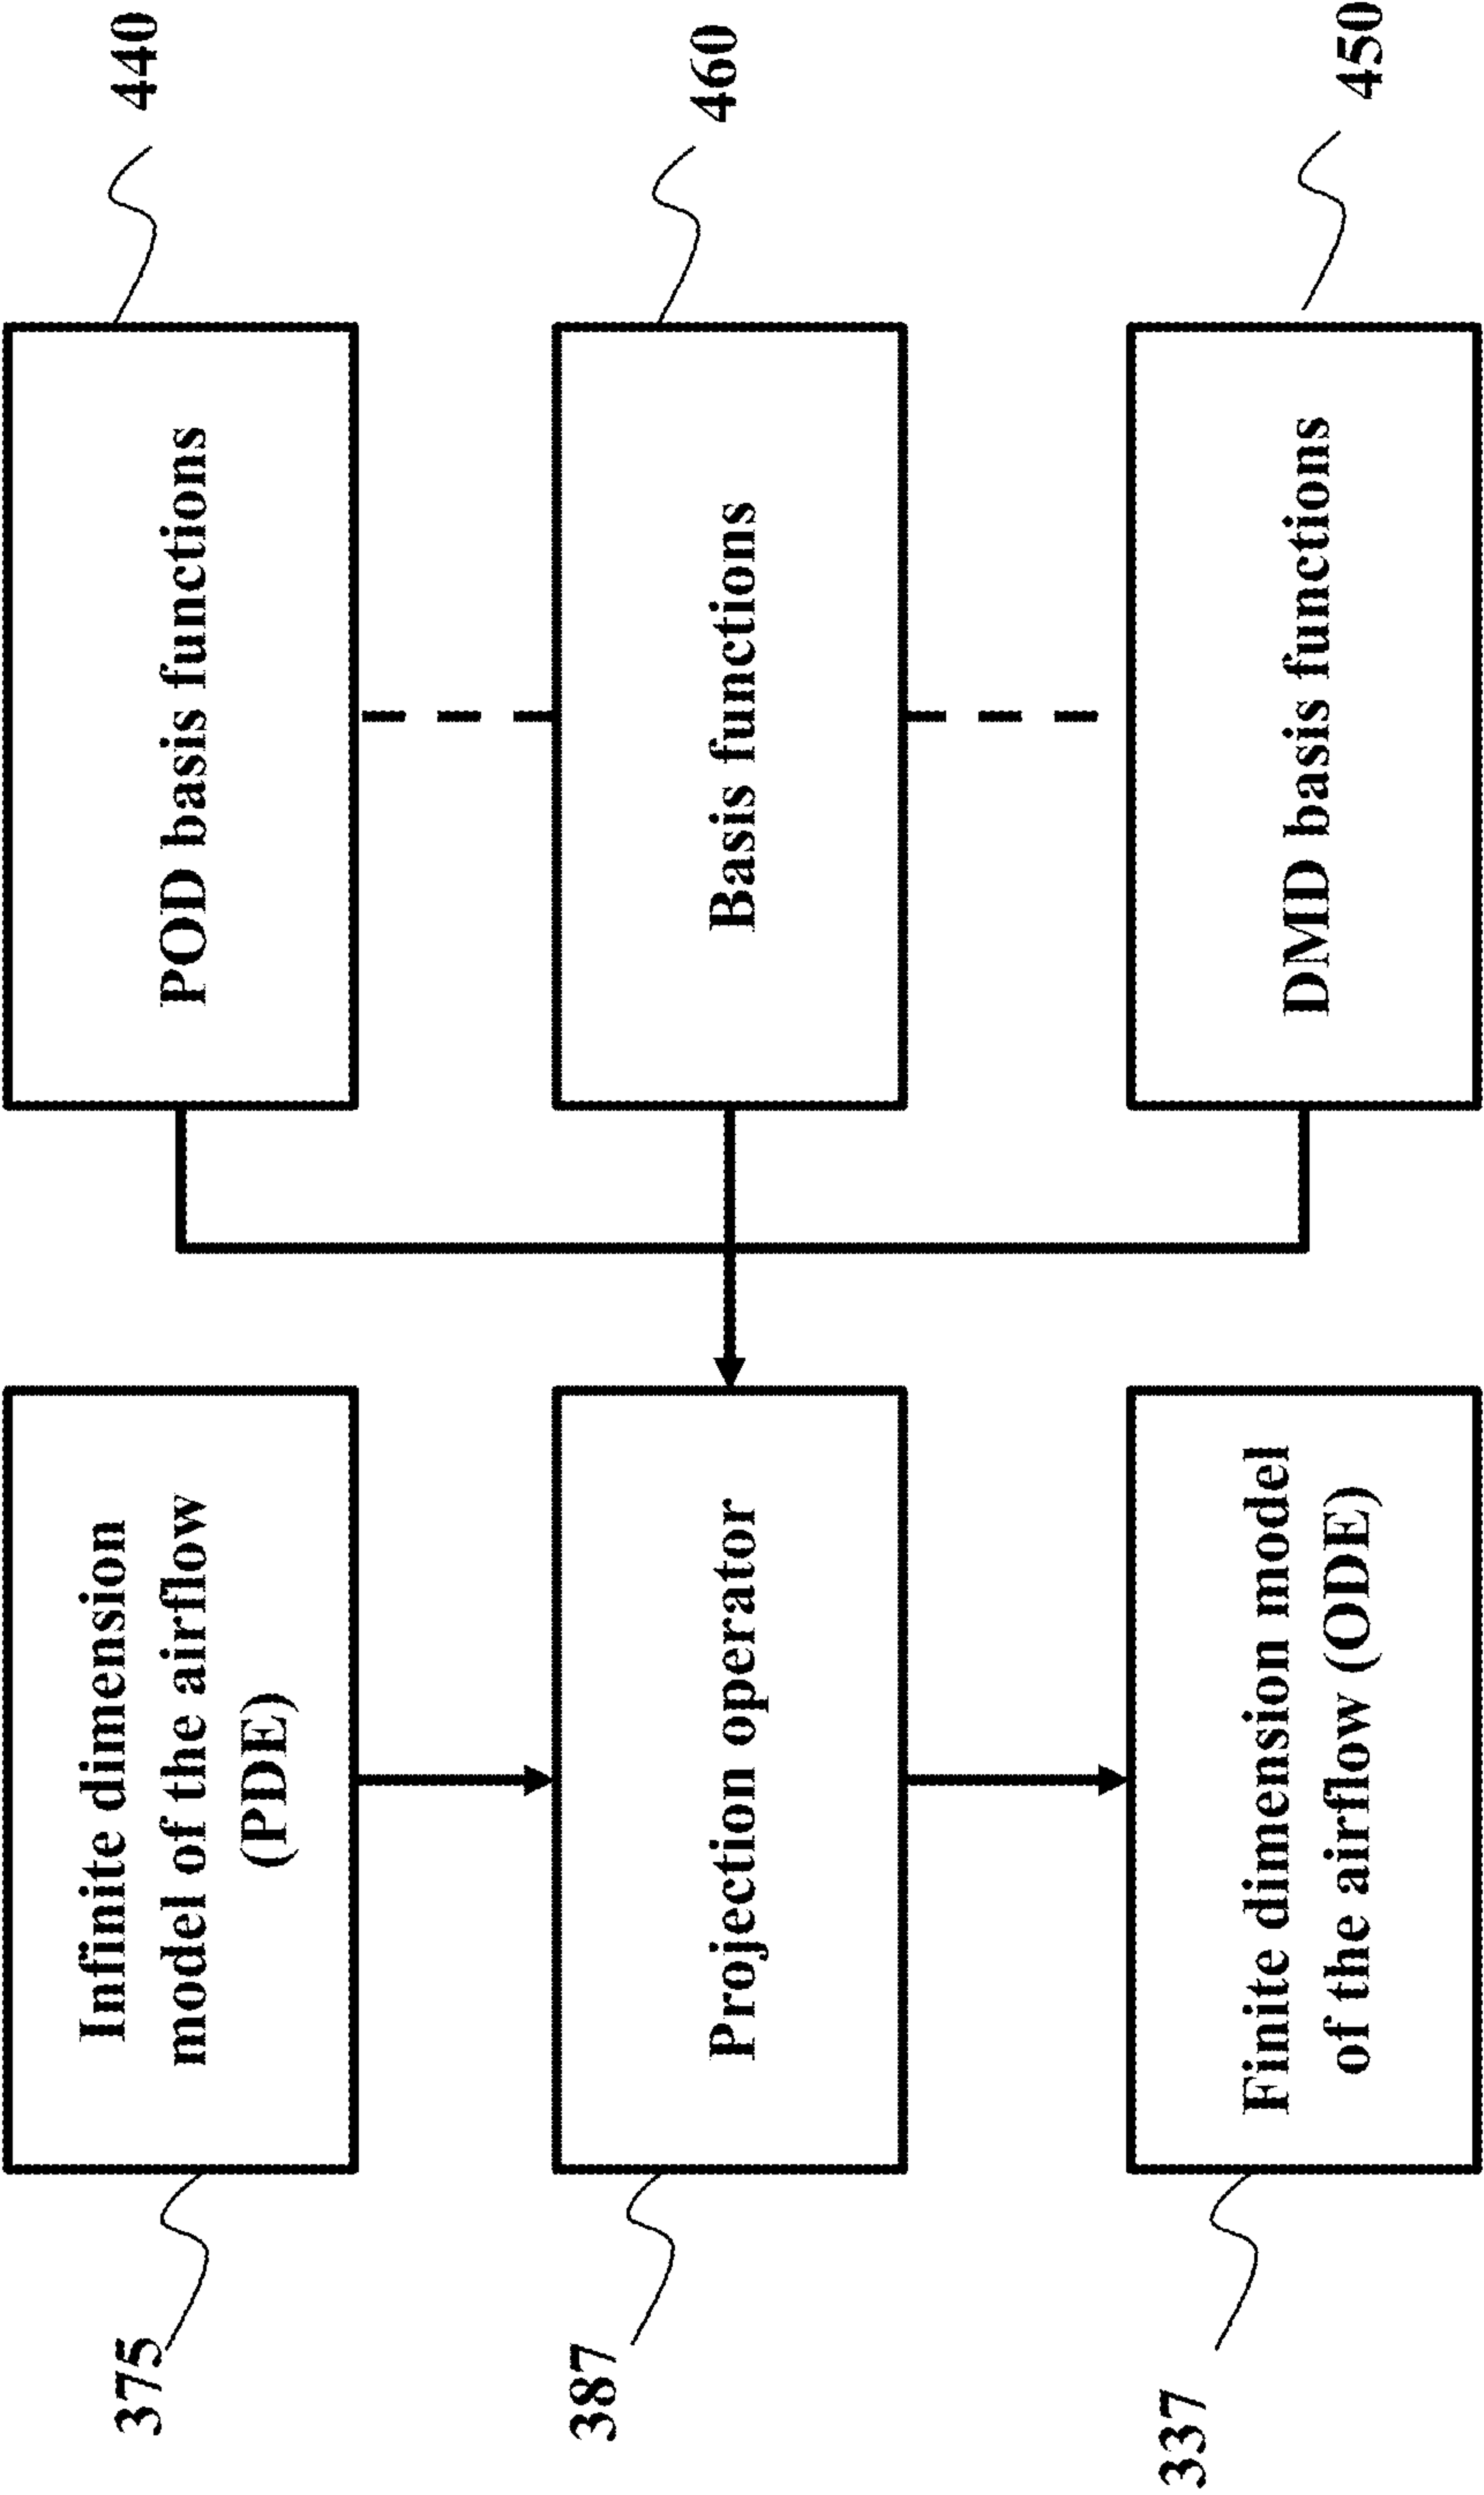 375
Infinite dimension
model of the airflow
(PDE)
POD basis functions
440
387
Projection operator
Basis functions
460
337
Finite dimension model
of the airflow (ODE)
DMD basis functions
450